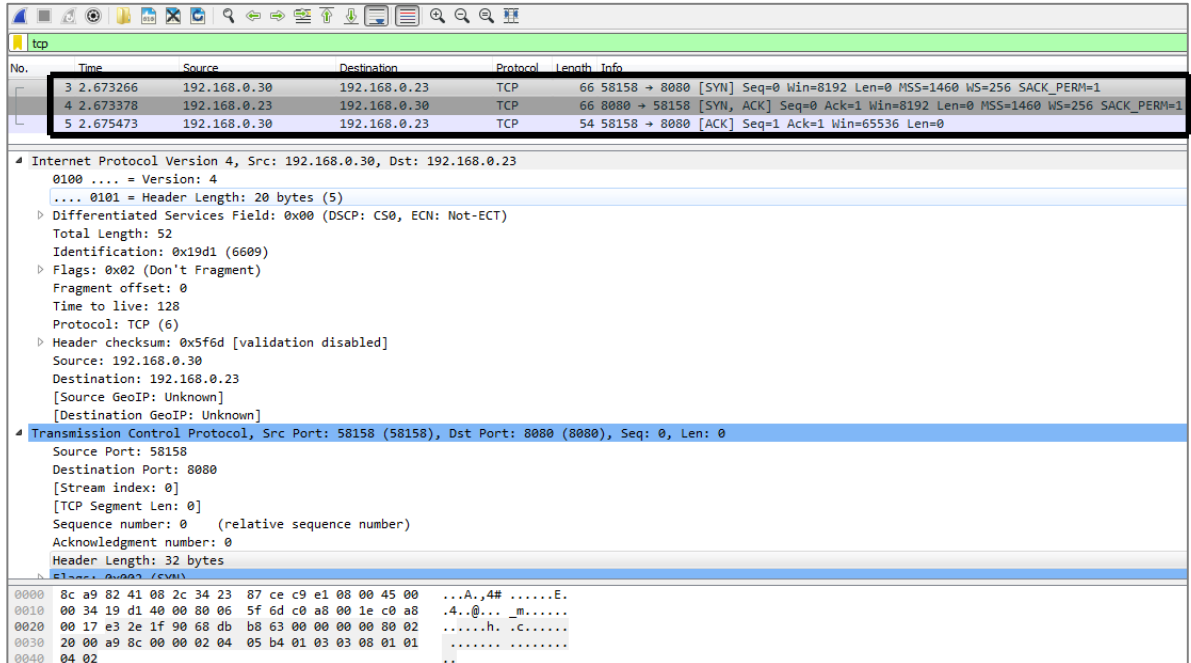 tcp
No. Time Source Destination Protocol Length Info
3 2.673266 192.168.0.30 192.168.0.23 TCP 66 58158 → 8080 [SYN] Seq=0 Win=8192 Len=0 MSS=1460 WS=256 SACK_PERM=1
4 2.673378 192.168.0.23 192.168.0.30 TCP 66 8080 → 58158 [SYN, ACK] Seq=0 Ack=1 Win=8192 Len=0 MSS=1460 WS=256 SACK_PERM=1
5 2.675473 192.168.0.30 192.168.0.23 TCP 54 58158 → 8080 [ACK] Seq=1 Ack=1 Win=65536 Len=0
Internet Protocol Version 4, Src: 192.168.0.30, Dst: 192.168.0.23
0100 .... = Version: 4
.... 0101 = Header Length: 20 bytes (5)
Differentiated Services Field: 0x00 (DSCP: CS0, ECN: Not-ECT)
Total Length: 52
Identification: 0x19d1 (6609)
Flags: 0x02 (Don't Fragment)
Fragment offset: 0
Time to live: 128
Protocol: TCP (6)
Header checksum: 0x5f6d [validation disabled]
Source: 192.168.0.30
Destination: 192.168.0.23
[Source GeoIP: Unknown]
[Destination GeoIP: Unknown]
Transmission Control Protocol, Src Port: 58158 (58158), Dst Port: 8080 (8080), Seq: 0, Len: 0
Source Port: 58158
Destination Port: 8080
[Stream index: 0]
[TCP Segment Len: 0]
Sequence number: 0 (relative sequence number)
Acknowledgment number: 0
Header Length: 32 bytes
Flags: 0x002 (SYN)
0000 8c a9 82 41 08 2c 34 23 87 ce c9 e1 08 00 45 00 ...A.,4# ......E.
0010 00 34 19 d1 40 00 80 06 5f 6d c0 a8 00 1e c0 a8 .4..@... _m......
0020 00 17 e3 2e 1f 90 68 db b8 63 00 00 00 00 80 02 ......h. .c......
0030 20 00 a9 8c 00 00 02 04 05 b4 01 03 03 08 01 01 ....... ........
0040 04 02 ..